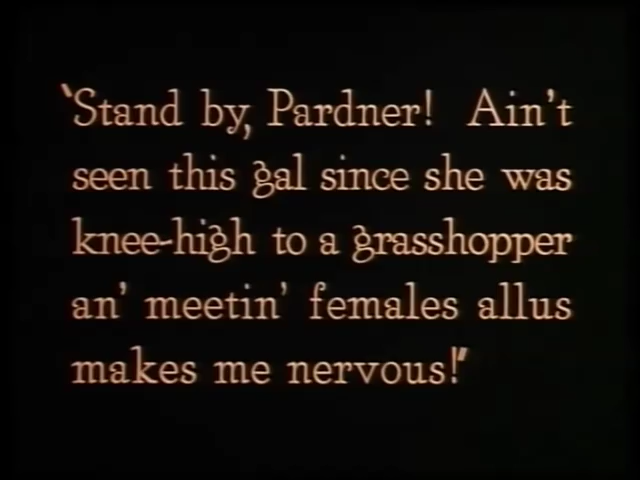 "Stand by, Pardner! Ain't
seen this gal since she was
knee-high to a grasshopper
an' meetin' females allus
makes me nervous!"